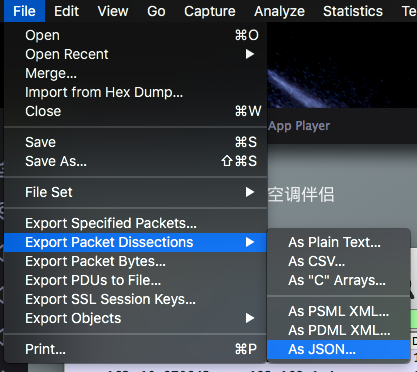 File Edit View Go Capture Analyze Statistics Te
Open ⌘O
Open Recent ▶
Merge...
Import from Hex Dump...
Close ⌘W
App Player
Save ⌘S
Save As... ⇧⌘S
File Set ▶
空调伴侣
Export Specified Packets...
Export Packet Dissections ▶
Export Packet Bytes...
Export PDUs to File...
Export SSL Session Keys...
Export Objects ▶
Print... ⌘P
As Plain Text...
As CSV...
As "C" Arrays...
As PSML XML...
As PDML XML...
As JSON...